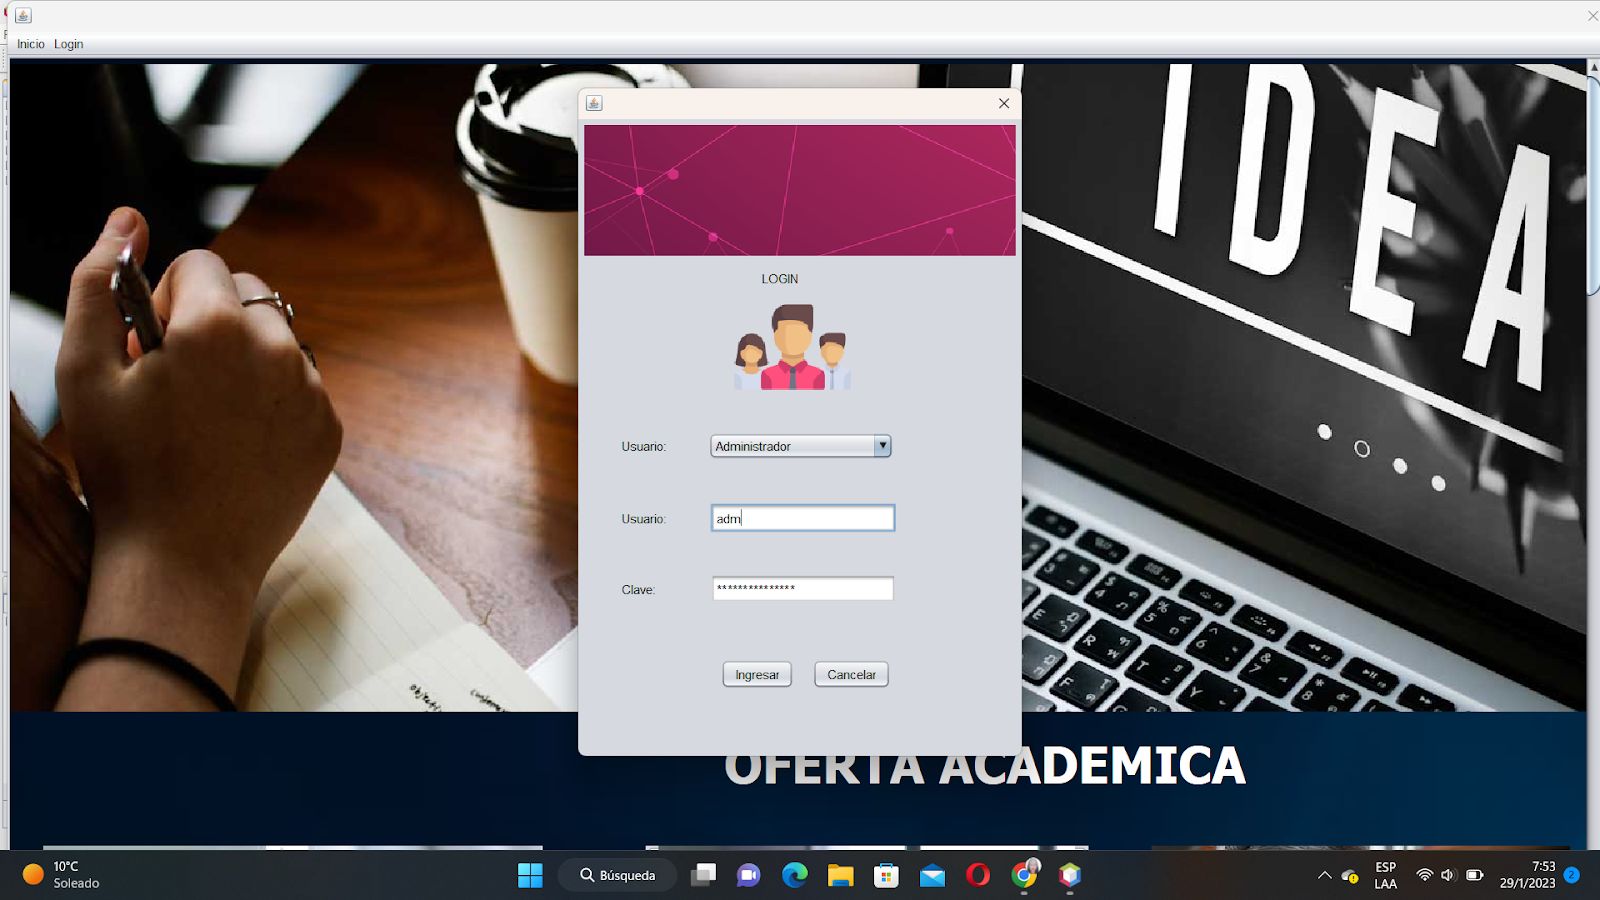 Inicio Login
IDEA
LOGIN
Usuario: Administrador
Usuario: adm
Clave: ***************
Ingresar Cancelar
OFERTA ACADEMICA
10°C
Soleado
Búsqueda
ESP
LAA
7:53
29/1/2023
2